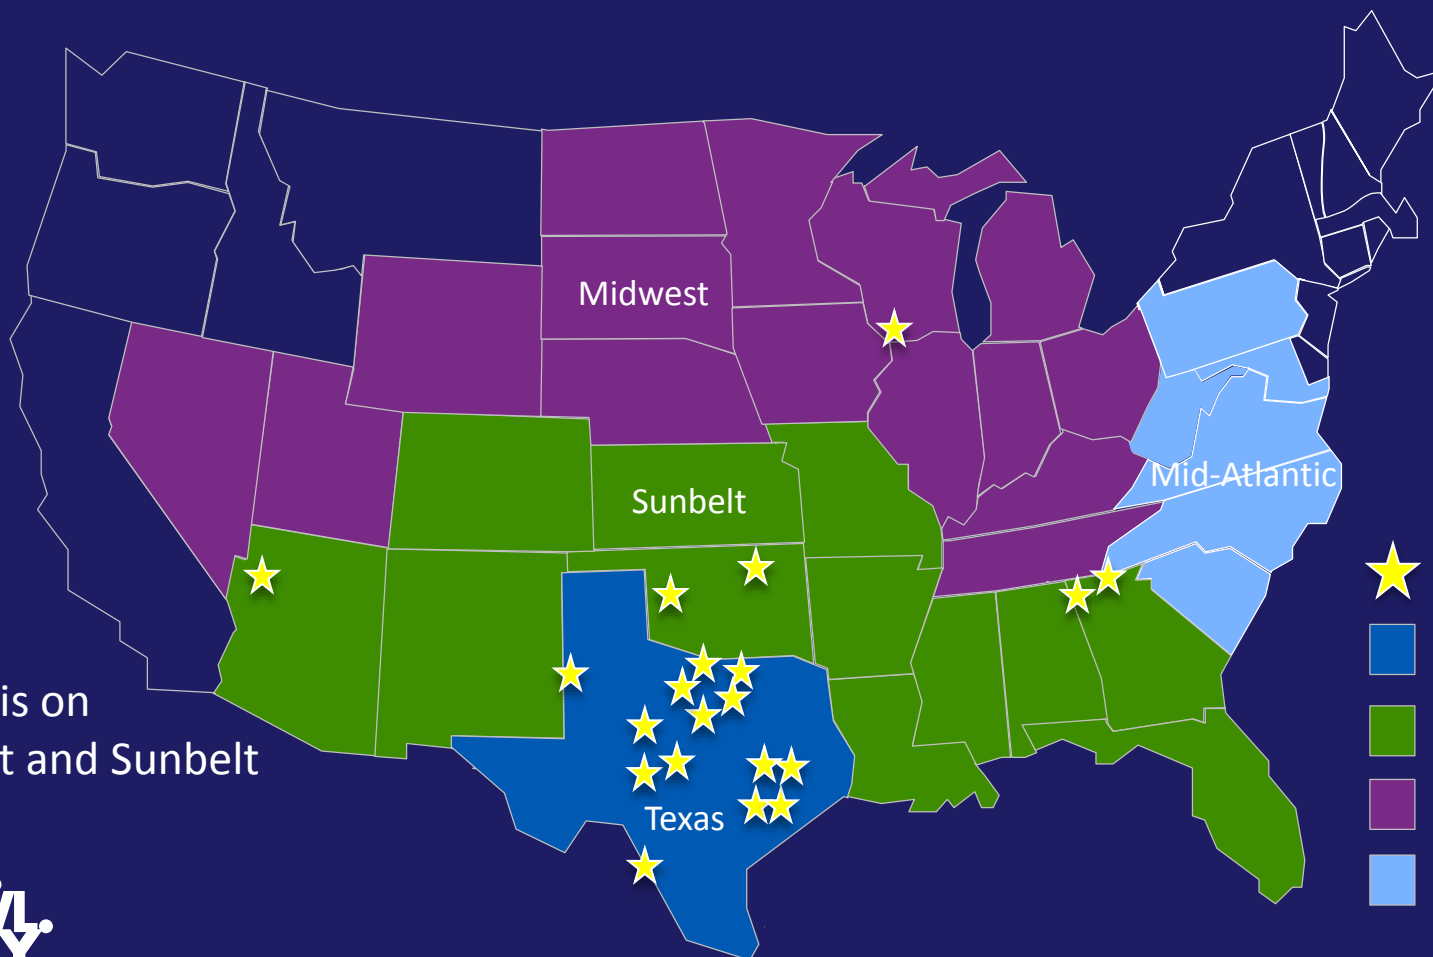 Midwest
Sunbelt
Mid-Atlantic
Texas
is on
t and Sunbelt